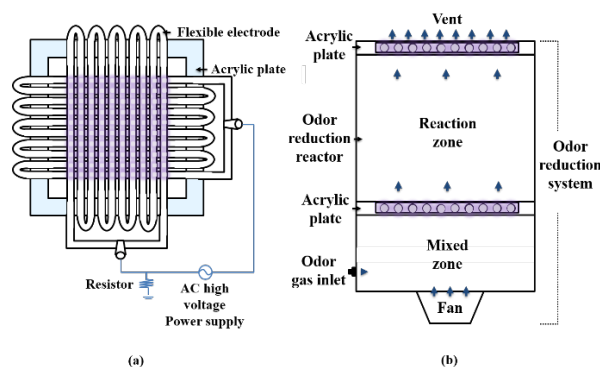 (a)
Flexible electrode
Acrylic plate
Resistor
AC high
voltage
Power supply
(a)
(b)
Vent
Acrylic
plate
Odor
reduction
reactor
Reaction
zone
Odor
reduction
system
Acrylic
plate
Mixed
zone
Odor
gas inlet
Fan
(b)